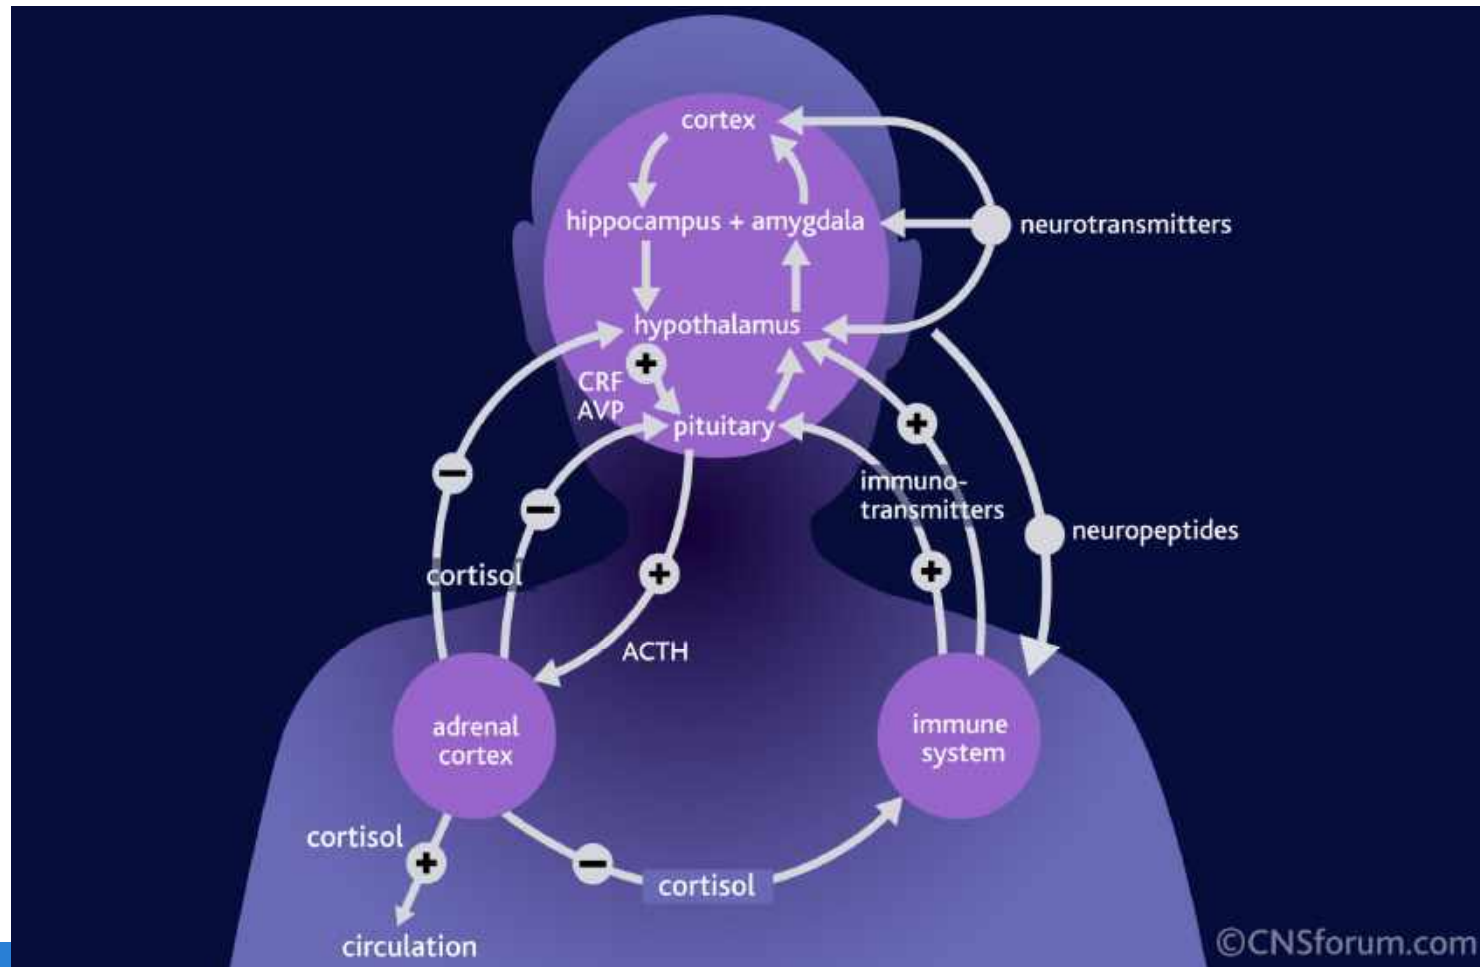 cortex
hippocampus + amygdala
neurotransmitters
hypothalamus
+
CRF
AVP
pituitary
+
−
immuno-
transmitters
−
neuropeptides
cortisol
+
+
ACTH
adrenal
cortex
immune
system
cortisol
+
−
cortisol
circulation
©CNSforum.com